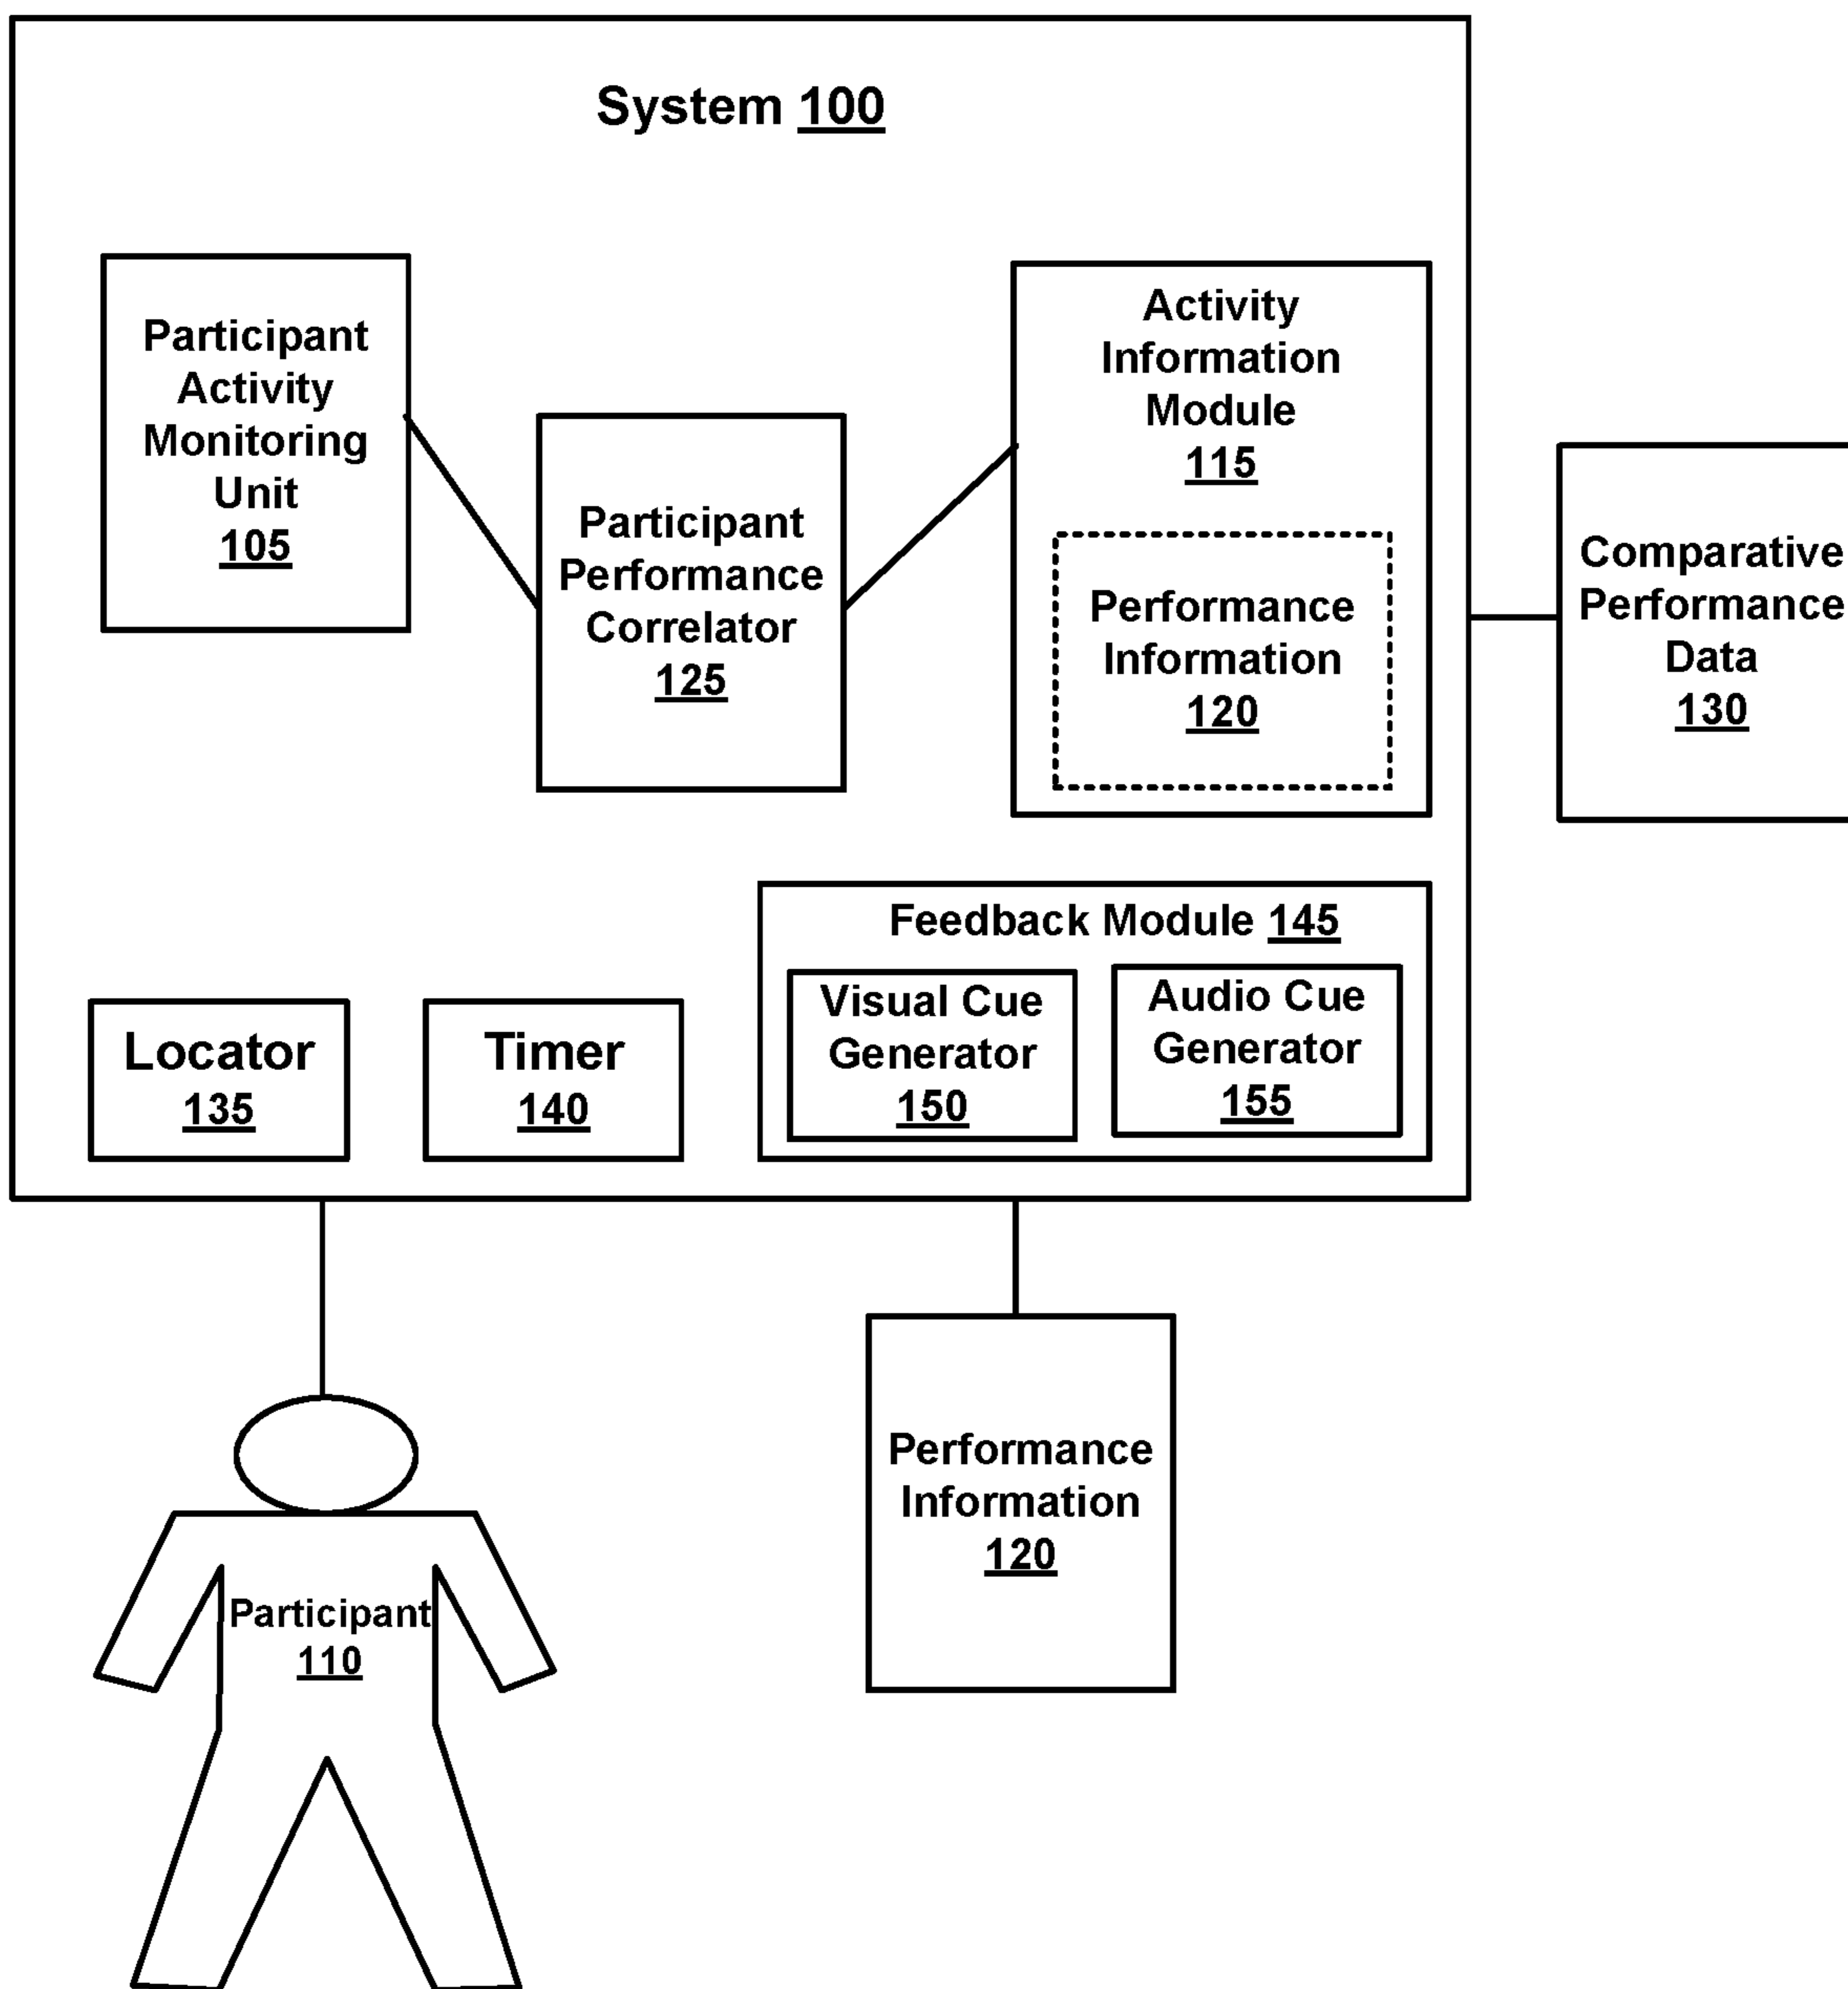 System 100
Participant
Activity
Monitoring
Unit
105
Participant
Performance
Correlator
125
Activity
Information
Module
115
Performance
Information
120
Comparative
Performance
Data
130
Locator
135
Timer
140
Feedback Module 145
Visual Cue
Generator
150
Audio Cue
Generator
155
Participant
110
Performance
Information
120